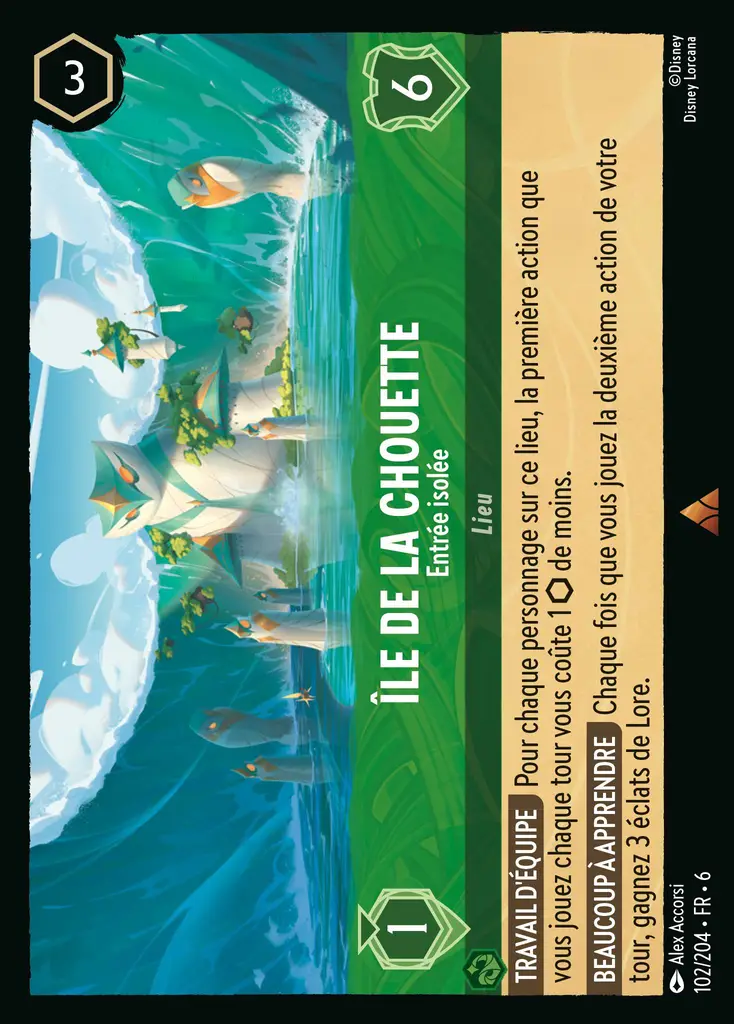 3
1
ÎLE DE LA CHOUETTE
6
Entrée isolée
Lieu
TRAVAIL D'ÉQUIPE Pour chaque personnage sur ce lieu, la première action que
vous jouez chaque tour vous coûte 1⬡ de moins.
BEAUCOUP À APPRENDRE Chaque fois que vous jouez la deuxième action de votre
tour, gagnez 3 éclats de Lore.
Alex Accorsi
102/204 • FR • 6
©Disney
Disney Lorcana